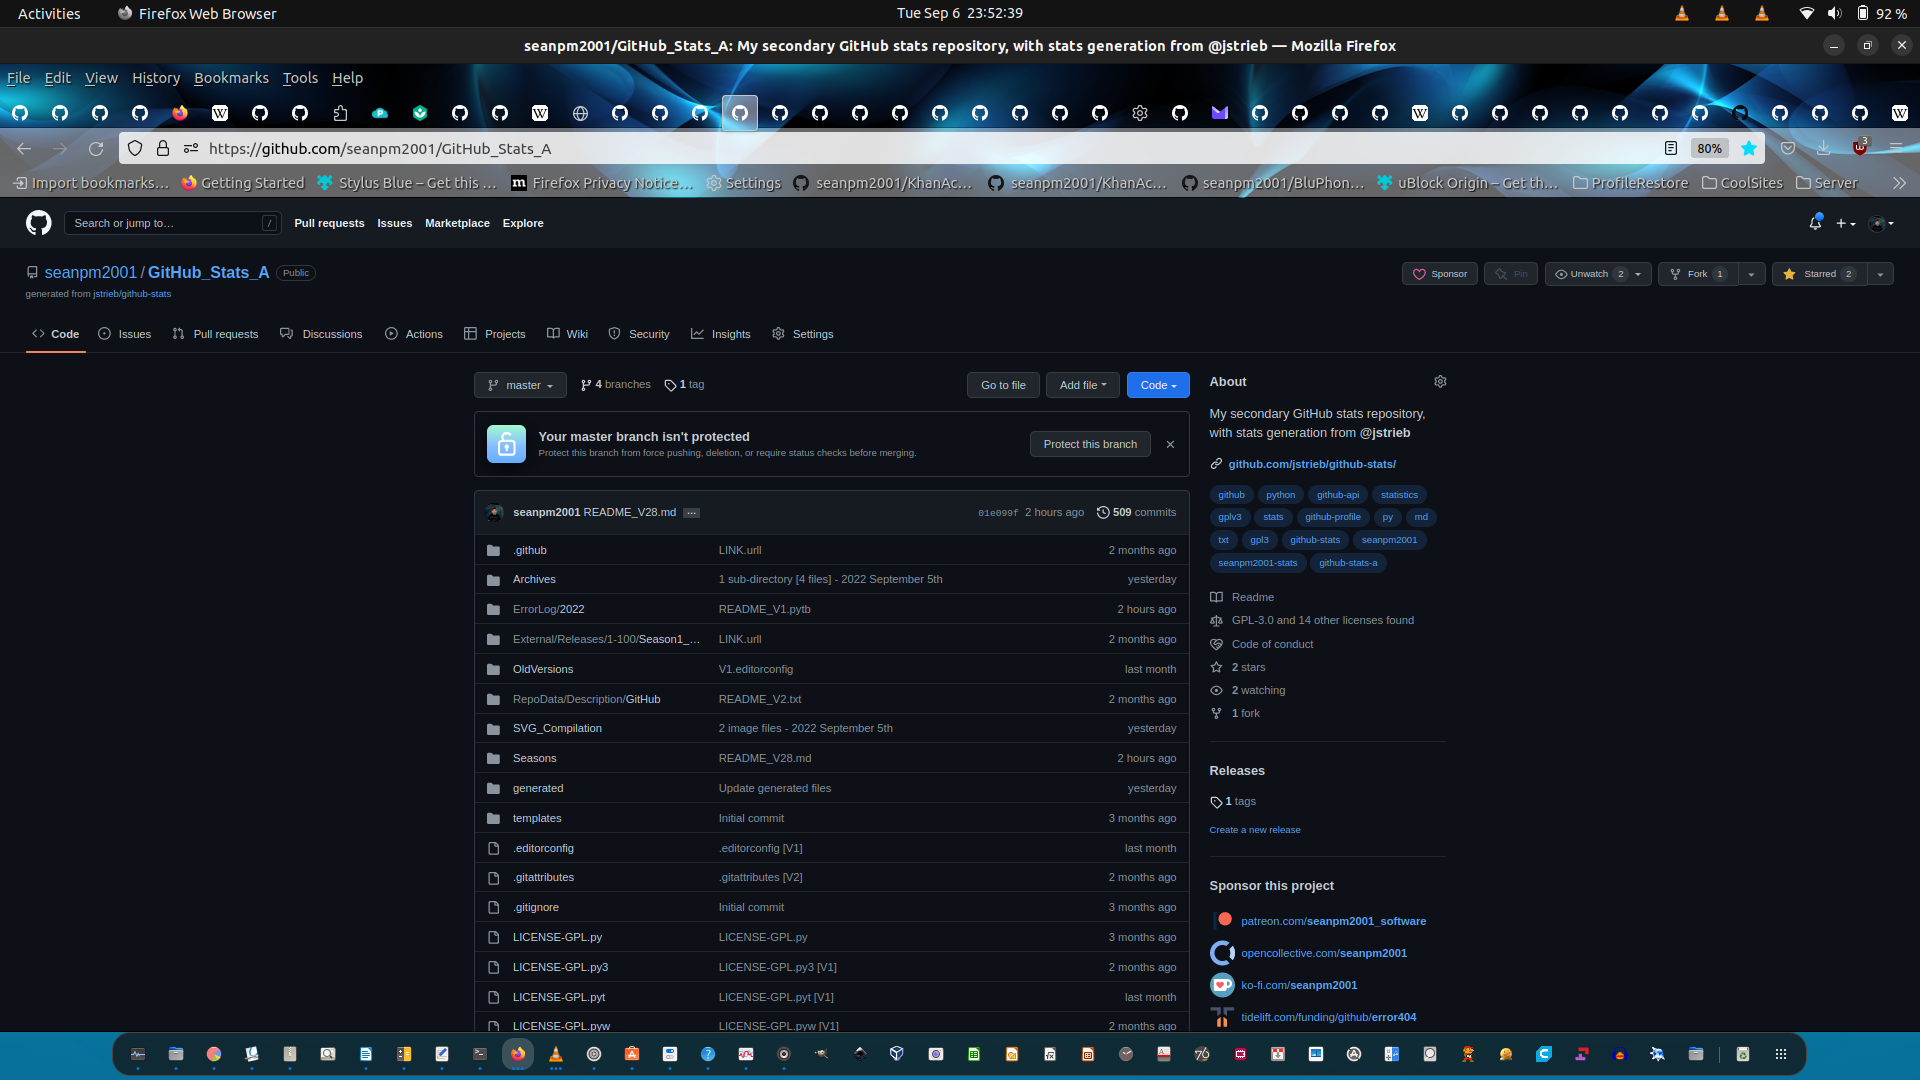 Activities Firefox Web Browser Tue Sep 6 23:52:39 92 %
seanpm2001/GitHub_Stats_A: My secondary GitHub stats repository, with stats generation from @jstrieb — Mozilla Firefox
File Edit View History Bookmarks Tools Help
https://github.com/seanpm2001/GitHub_Stats_A 80% 3
Import bookmarks… Getting Started Stylus Blue – Get this … Firefox Privacy Notice… Settings seanpm2001/KhanAc… seanpm2001/KhanAc… seanpm2001/BluPhon… uBlock Origin – Get th… ProfileRestore CoolSites Server
Search or jump to… / Pull requests Issues Marketplace Explore
seanpm2001 / GitHub_Stats_A Public Sponsor Pin Unwatch 2 Fork 1 Starred 2
generated from jstrieb/github-stats
Code Issues Pull requests Discussions Actions Projects Wiki Security Insights Settings
master 4 branches 1 tag Go to file Add file Code
Your master branch isn't protected
Protect this branch from force pushing, deletion, or require status checks before merging.
Protect this branch
seanpm2001 README_V28.md … 01e099f 2 hours ago 509 commits
.github LINK.urll 2 months ago
Archives 1 sub-directory [4 files] - 2022 September 5th yesterday
ErrorLog/2022 README_V1.pytb 2 hours ago
External/Releases/1-100/Season1_… LINK.urll 2 months ago
OldVersions V1.editorconfig last month
RepoData/Description/GitHub README_V2.txt 2 months ago
SVG_Compilation 2 image files - 2022 September 5th yesterday
Seasons README_V28.md 2 hours ago
generated Update generated files yesterday
templates Initial commit 3 months ago
.editorconfig .editorconfig [V1] last month
.gitattributes .gitattributes [V2] 2 months ago
.gitignore Initial commit 3 months ago
LICENSE-GPL.py LICENSE-GPL.py 3 months ago
LICENSE-GPL.py3 LICENSE-GPL.py3 [V1] 2 months ago
LICENSE-GPL.pyt LICENSE-GPL.pyt [V1] last month
LICENSE-GPL.pyw LICENSE-GPL.pyw [V1] 2 months ago
About
My secondary GitHub stats repository,
with stats generation from @jstrieb
github.com/jstrieb/github-stats/
github python github-api statistics
gplv3 stats github-profile py md
txt gpl3 github-stats seanpm2001
seanpm2001-stats github-stats-a
Readme
GPL-3.0 and 14 other licenses found
Code of conduct
2 stars
2 watching
1 fork
Releases
1 tags
Create a new release
Sponsor this project
patreon.com/seanpm2001_software
opencollective.com/seanpm2001
ko-fi.com/seanpm2001
tidelift.com/funding/github/error404